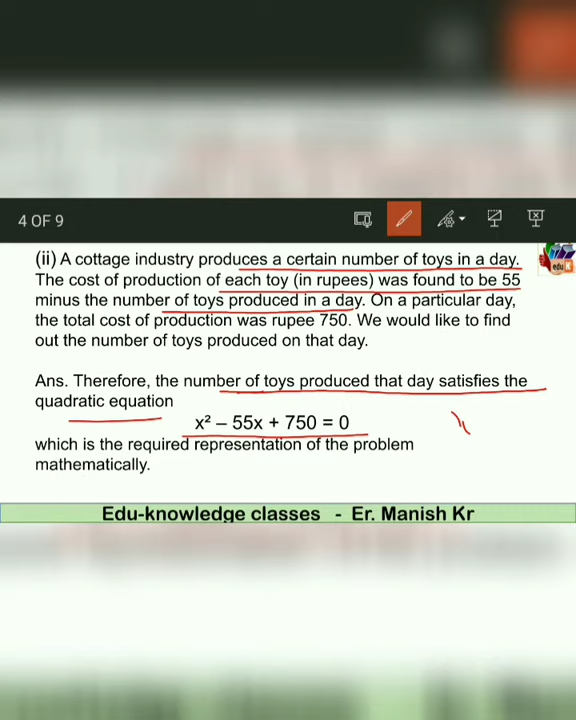 4 OF 9
(ii) A cottage industry produces a certain number of toys in a day.
The cost of production of each toy (in rupees) was found to be 55
minus the number of toys produced in a day. On a particular day,
the total cost of production was rupee 750. We would like to find
out the number of toys produced on that day.
Ans. Therefore, the number of toys produced that day satisfies the
quadratic equation
x² – 55x + 750 = 0
which is the required representation of the problem
mathematically.
Edu-knowledge classes - Er. Manish Kr